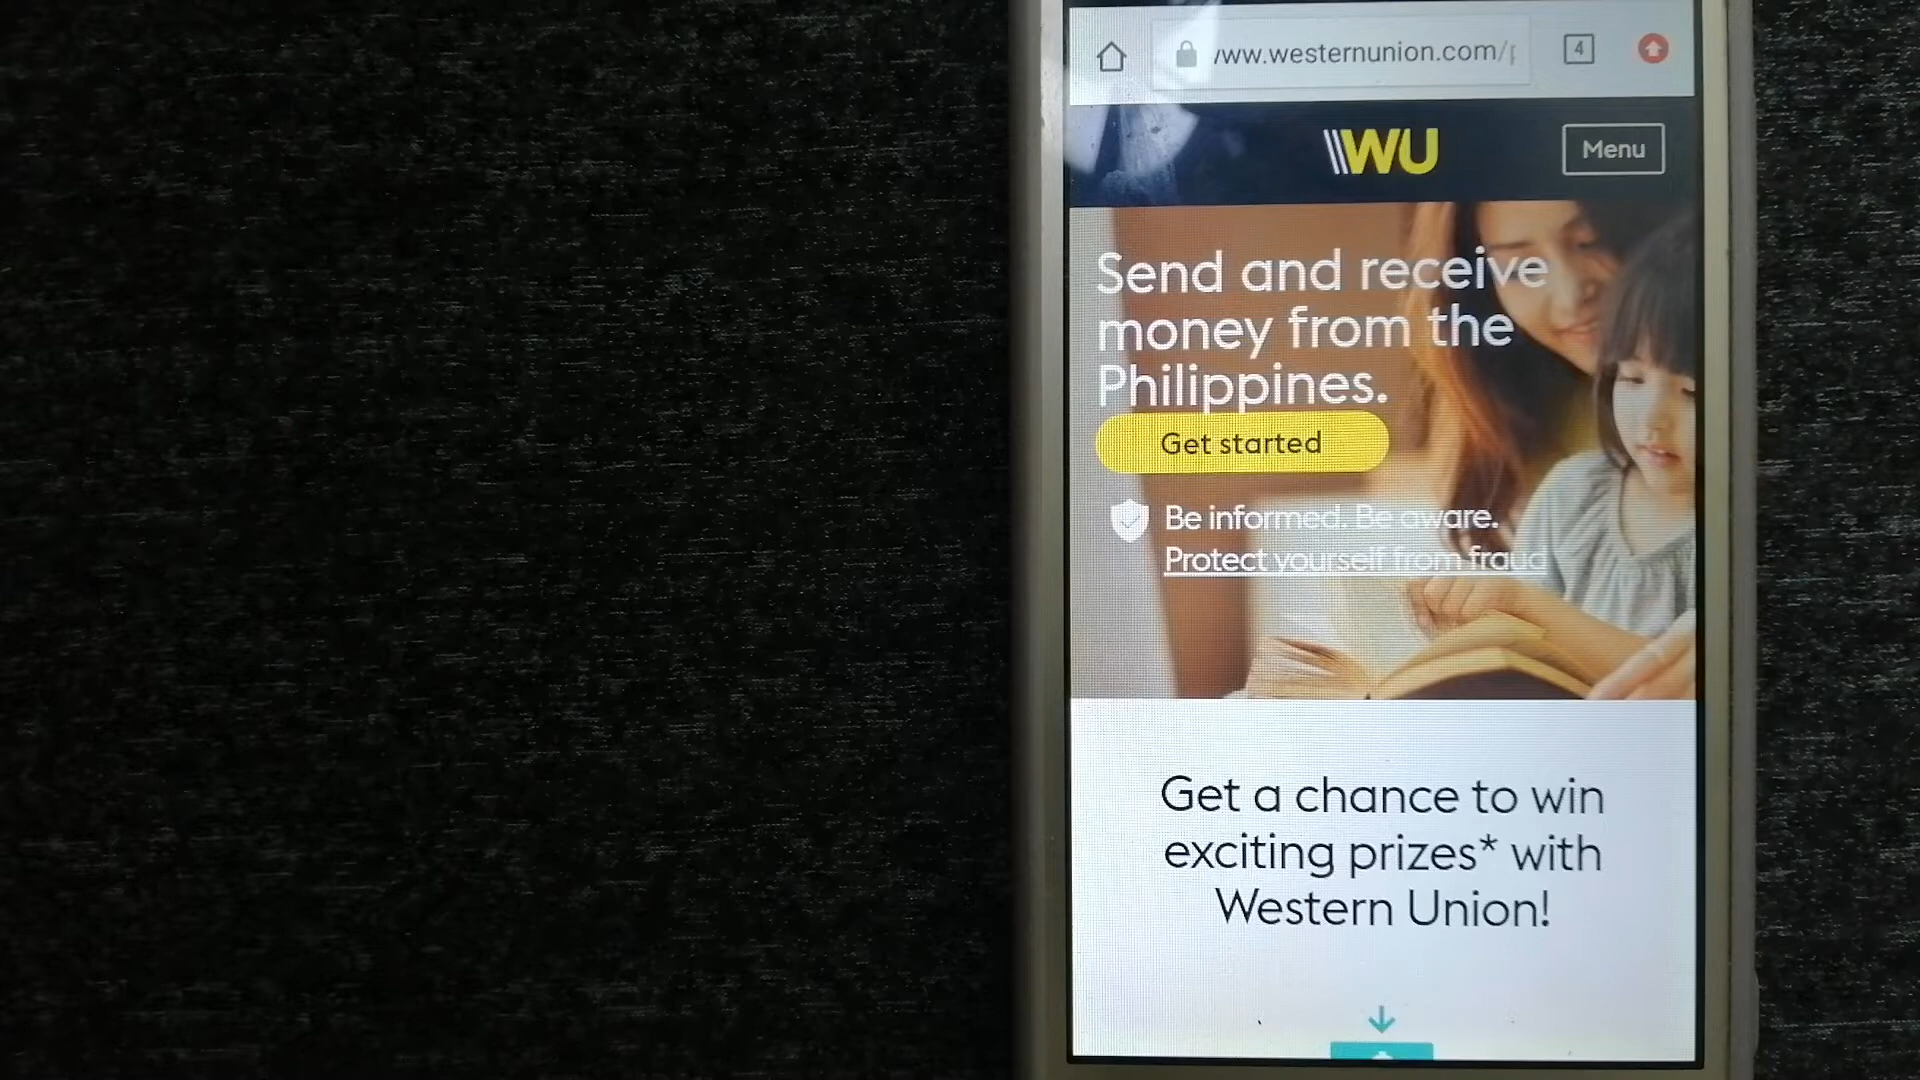 www.westernunion.com/
4
WU
Menu
Send and receive
money from the
Philippines.
Get started
Be informed. Be aware.
Protect yourself from fraud
Get a chance to win
exciting prizes* with
Western Union!